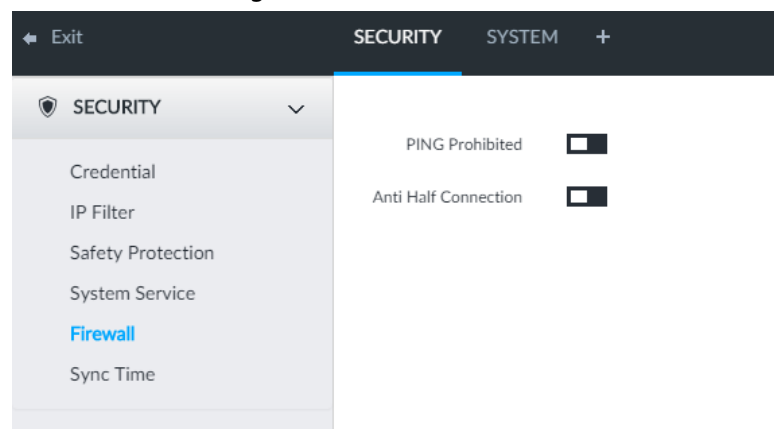 Exit
SECURITY SYSTEM +
SECURITY
Credential
IP Filter
Safety Protection
System Service
Firewall
Sync Time
PING Prohibited
Anti Half Connection